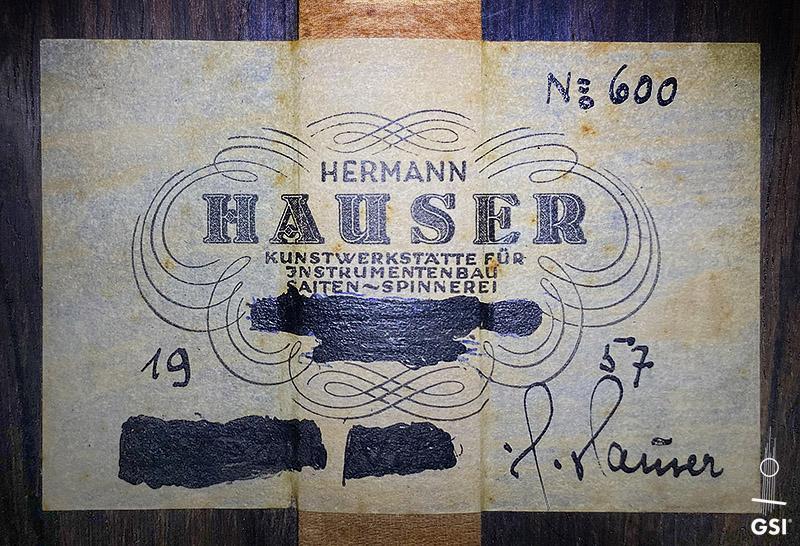 No 600
HERMANN
HAUSER
KUNSTWERKSTÄTTE FÜR
INSTRUMENTENBAU
SAITEN~SPINNEREI
19 57
H. Hauser
GSI